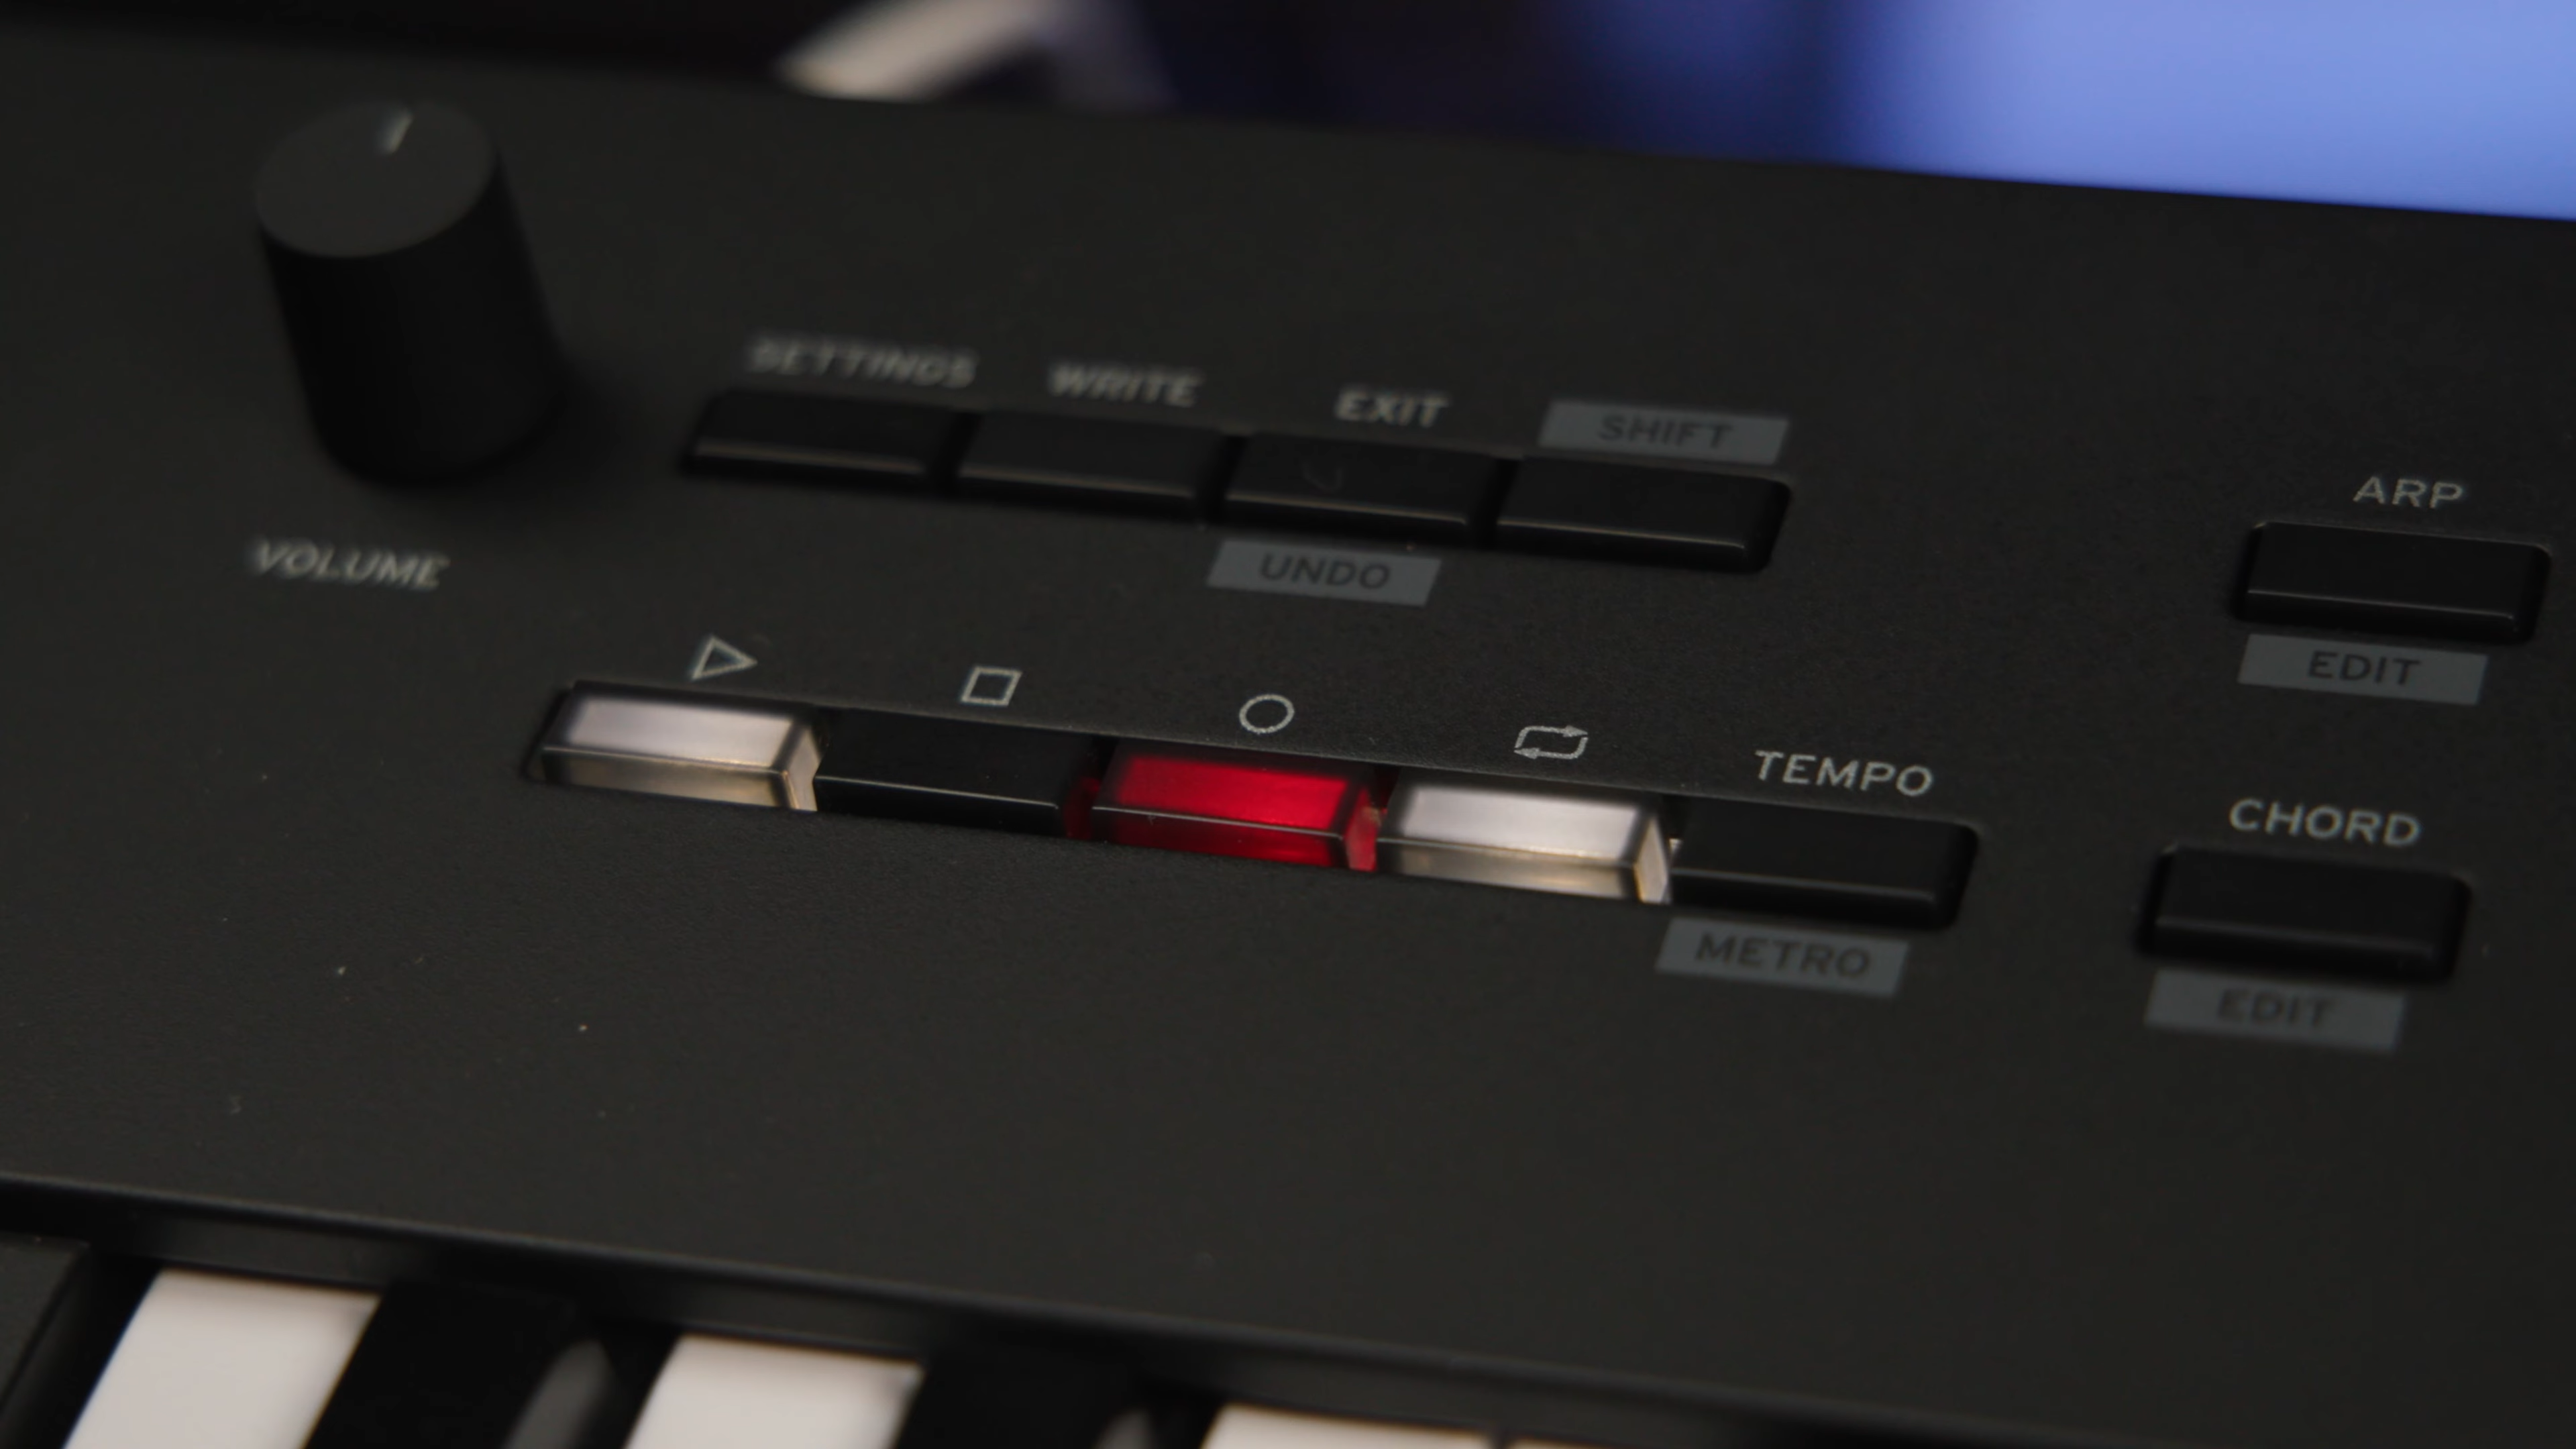 SETTINGS
WRITE
EXIT
SHIFT
UNDO
VOLUME
TEMPO
METRO
ARP
EDIT
CHORD
EDIT